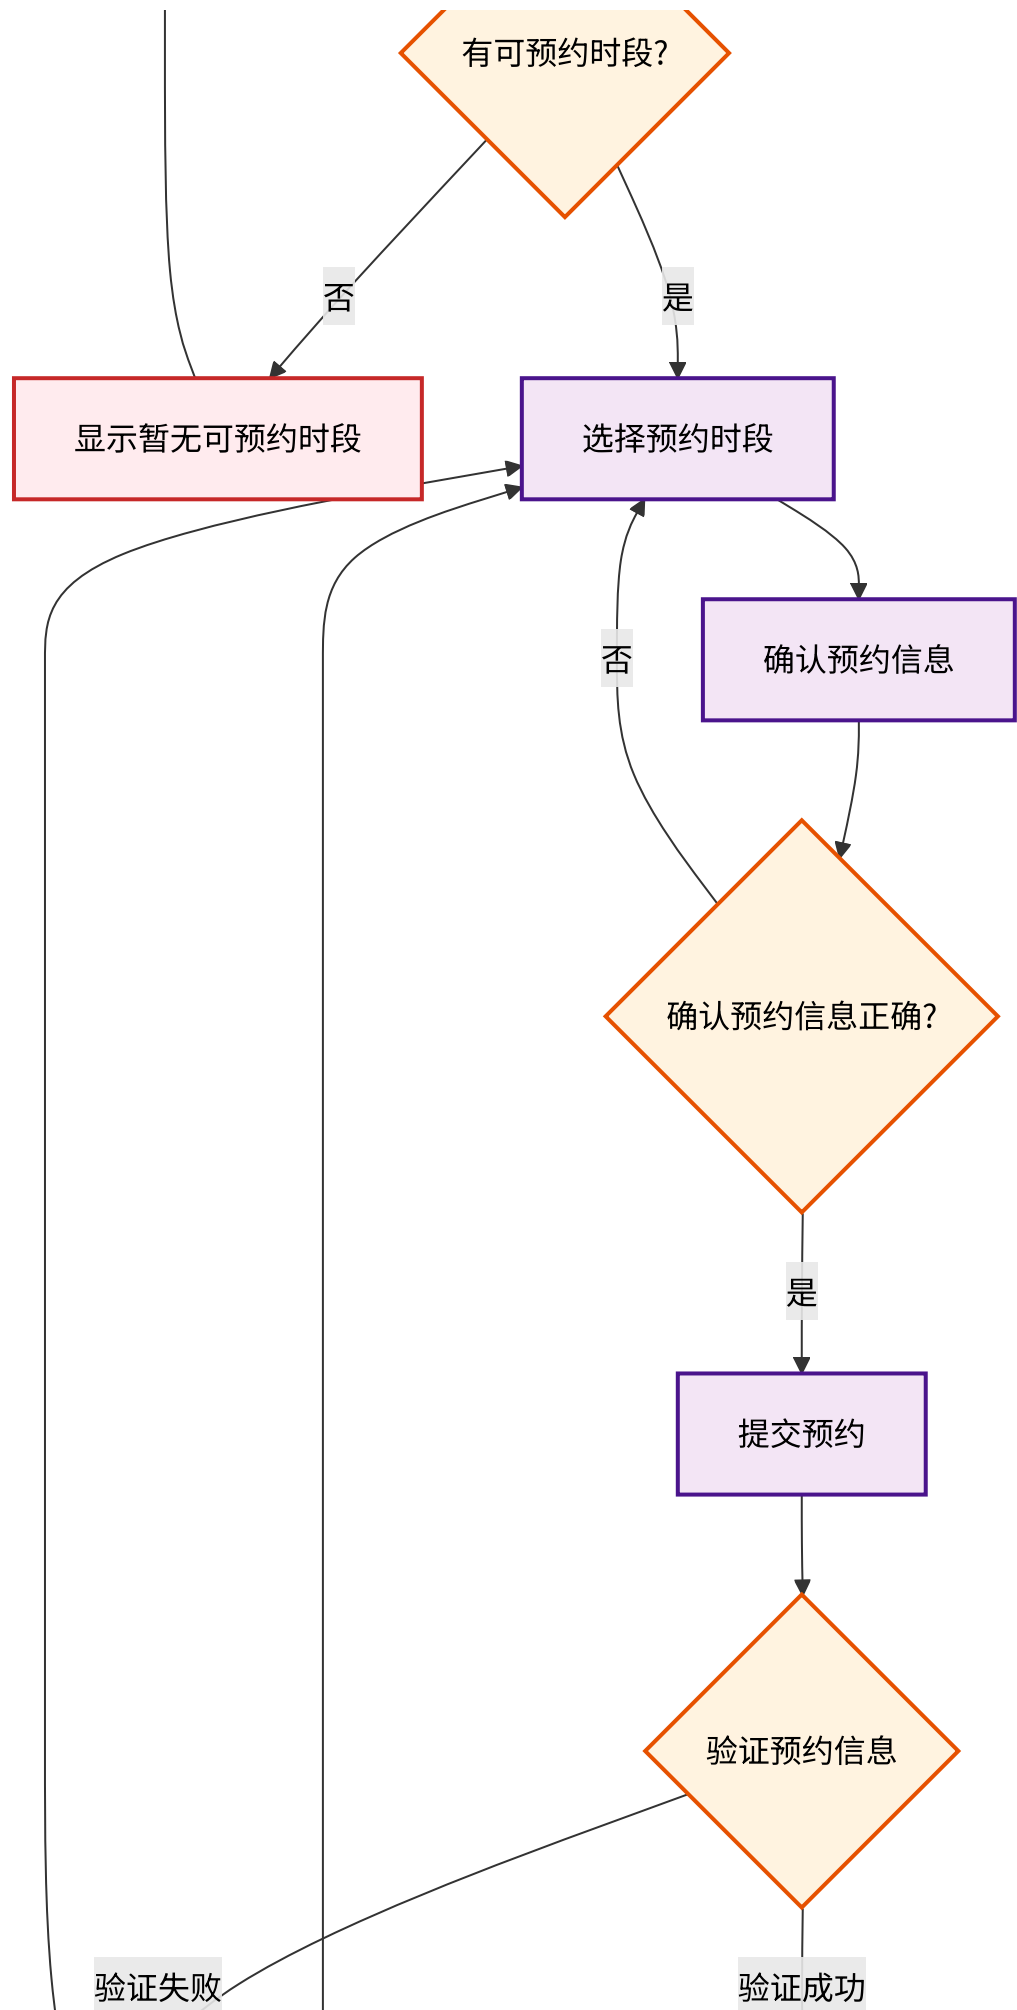 有可预约时段?
否
是
显示暂无可预约时段
选择预约时段
否
确认预约信息
确认预约信息正确?
是
提交预约
验证预约信息
验证失败
验证成功